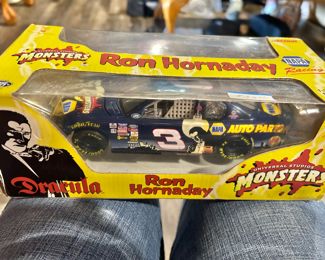 MONSTERS
Ron Hornaday
NAPA
Racing
GOODYEAR
3
NAPA AUTO PARTS
Dracula
Ron
Hornaday
UNIVERSAL STUDIOS
MONSTERS